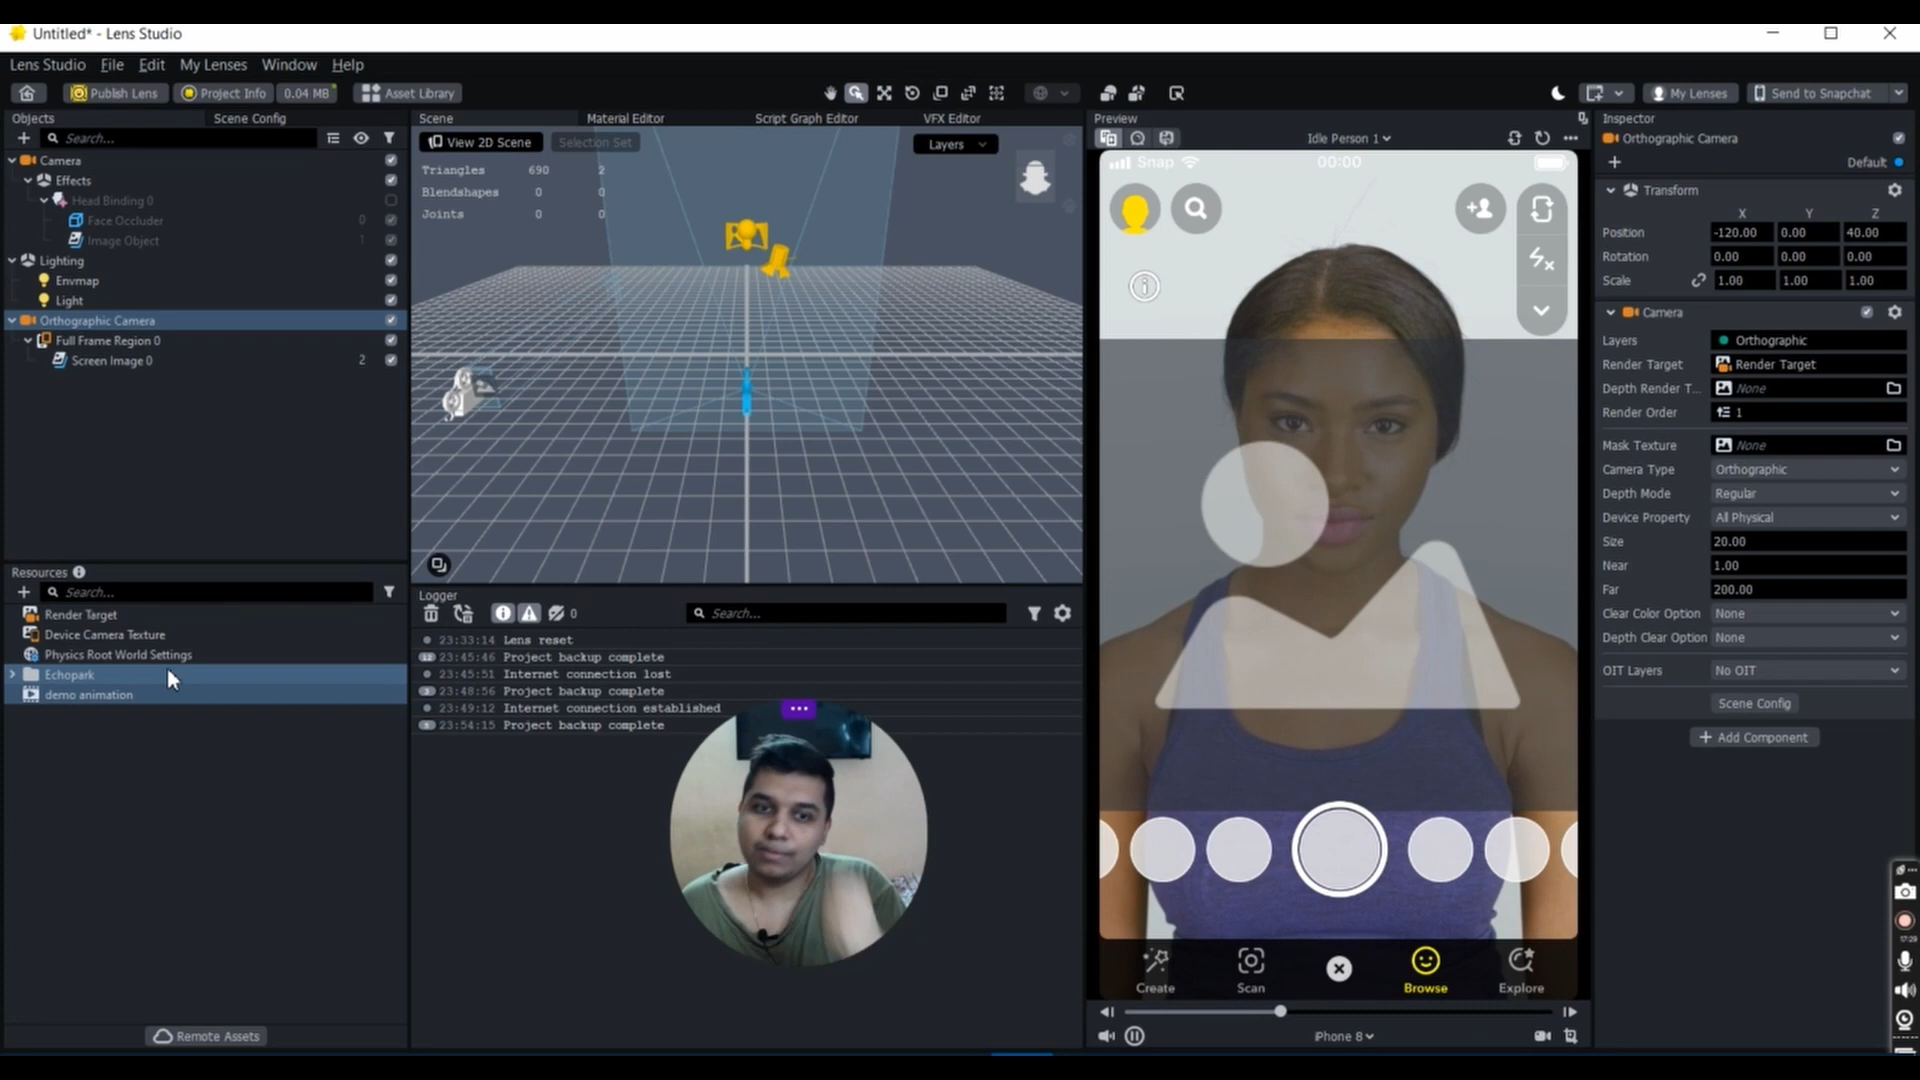 Untitled* - Lens Studio
Lens Studio File Edit My Lenses Window Help
Publish Lens Project Info 0.04 MB Asset Library My Lenses Send to Snapchat
Objects Scene Config
Search...
Camera
Effects
Head Binding 0
Face Occluder 0
Image Object 1
Lighting
Envmap
Light
Orthographic Camera
Full Frame Region 0
Screen Image 0 2
Resources
Search...
Render Target
Device Camera Texture
Physics Root World Settings
Echopark
demo animation
Remote Assets
Scene Material Editor Script Graph Editor VFX Editor
View 2D Scene Selection Set Layers
Triangles 690 2
Blendshapes 0 0
Joints 0 0
Logger
0 Search...
23:33:14 Lens reset
12 23:45:46 Project backup complete
23:45:51 Internet connection lost
23:48:56 Project backup complete
23:49:12 Internet connection established
23:54:15 Project backup complete
Preview
Idle Person 1
Snap 00:00
Create Scan Browse Explore
iPhone 8
Inspector
Orthographic Camera
Default
Transform
X Y Z
Position -120.00 0.00 40.00
Rotation 0.00 0.00 0.00
Scale 1.00 1.00 1.00
Camera
Layers Orthographic
Render Target Render Target
Depth Render T... None
Render Order 1
Mask Texture None
Camera Type Orthographic
Depth Mode Regular
Device Property All Physical
Size 20.00
Near 1.00
Far 200.00
Clear Color Option None
Depth Clear Option None
OIT Layers No OIT
Scene Config
+ Add Component
17:29